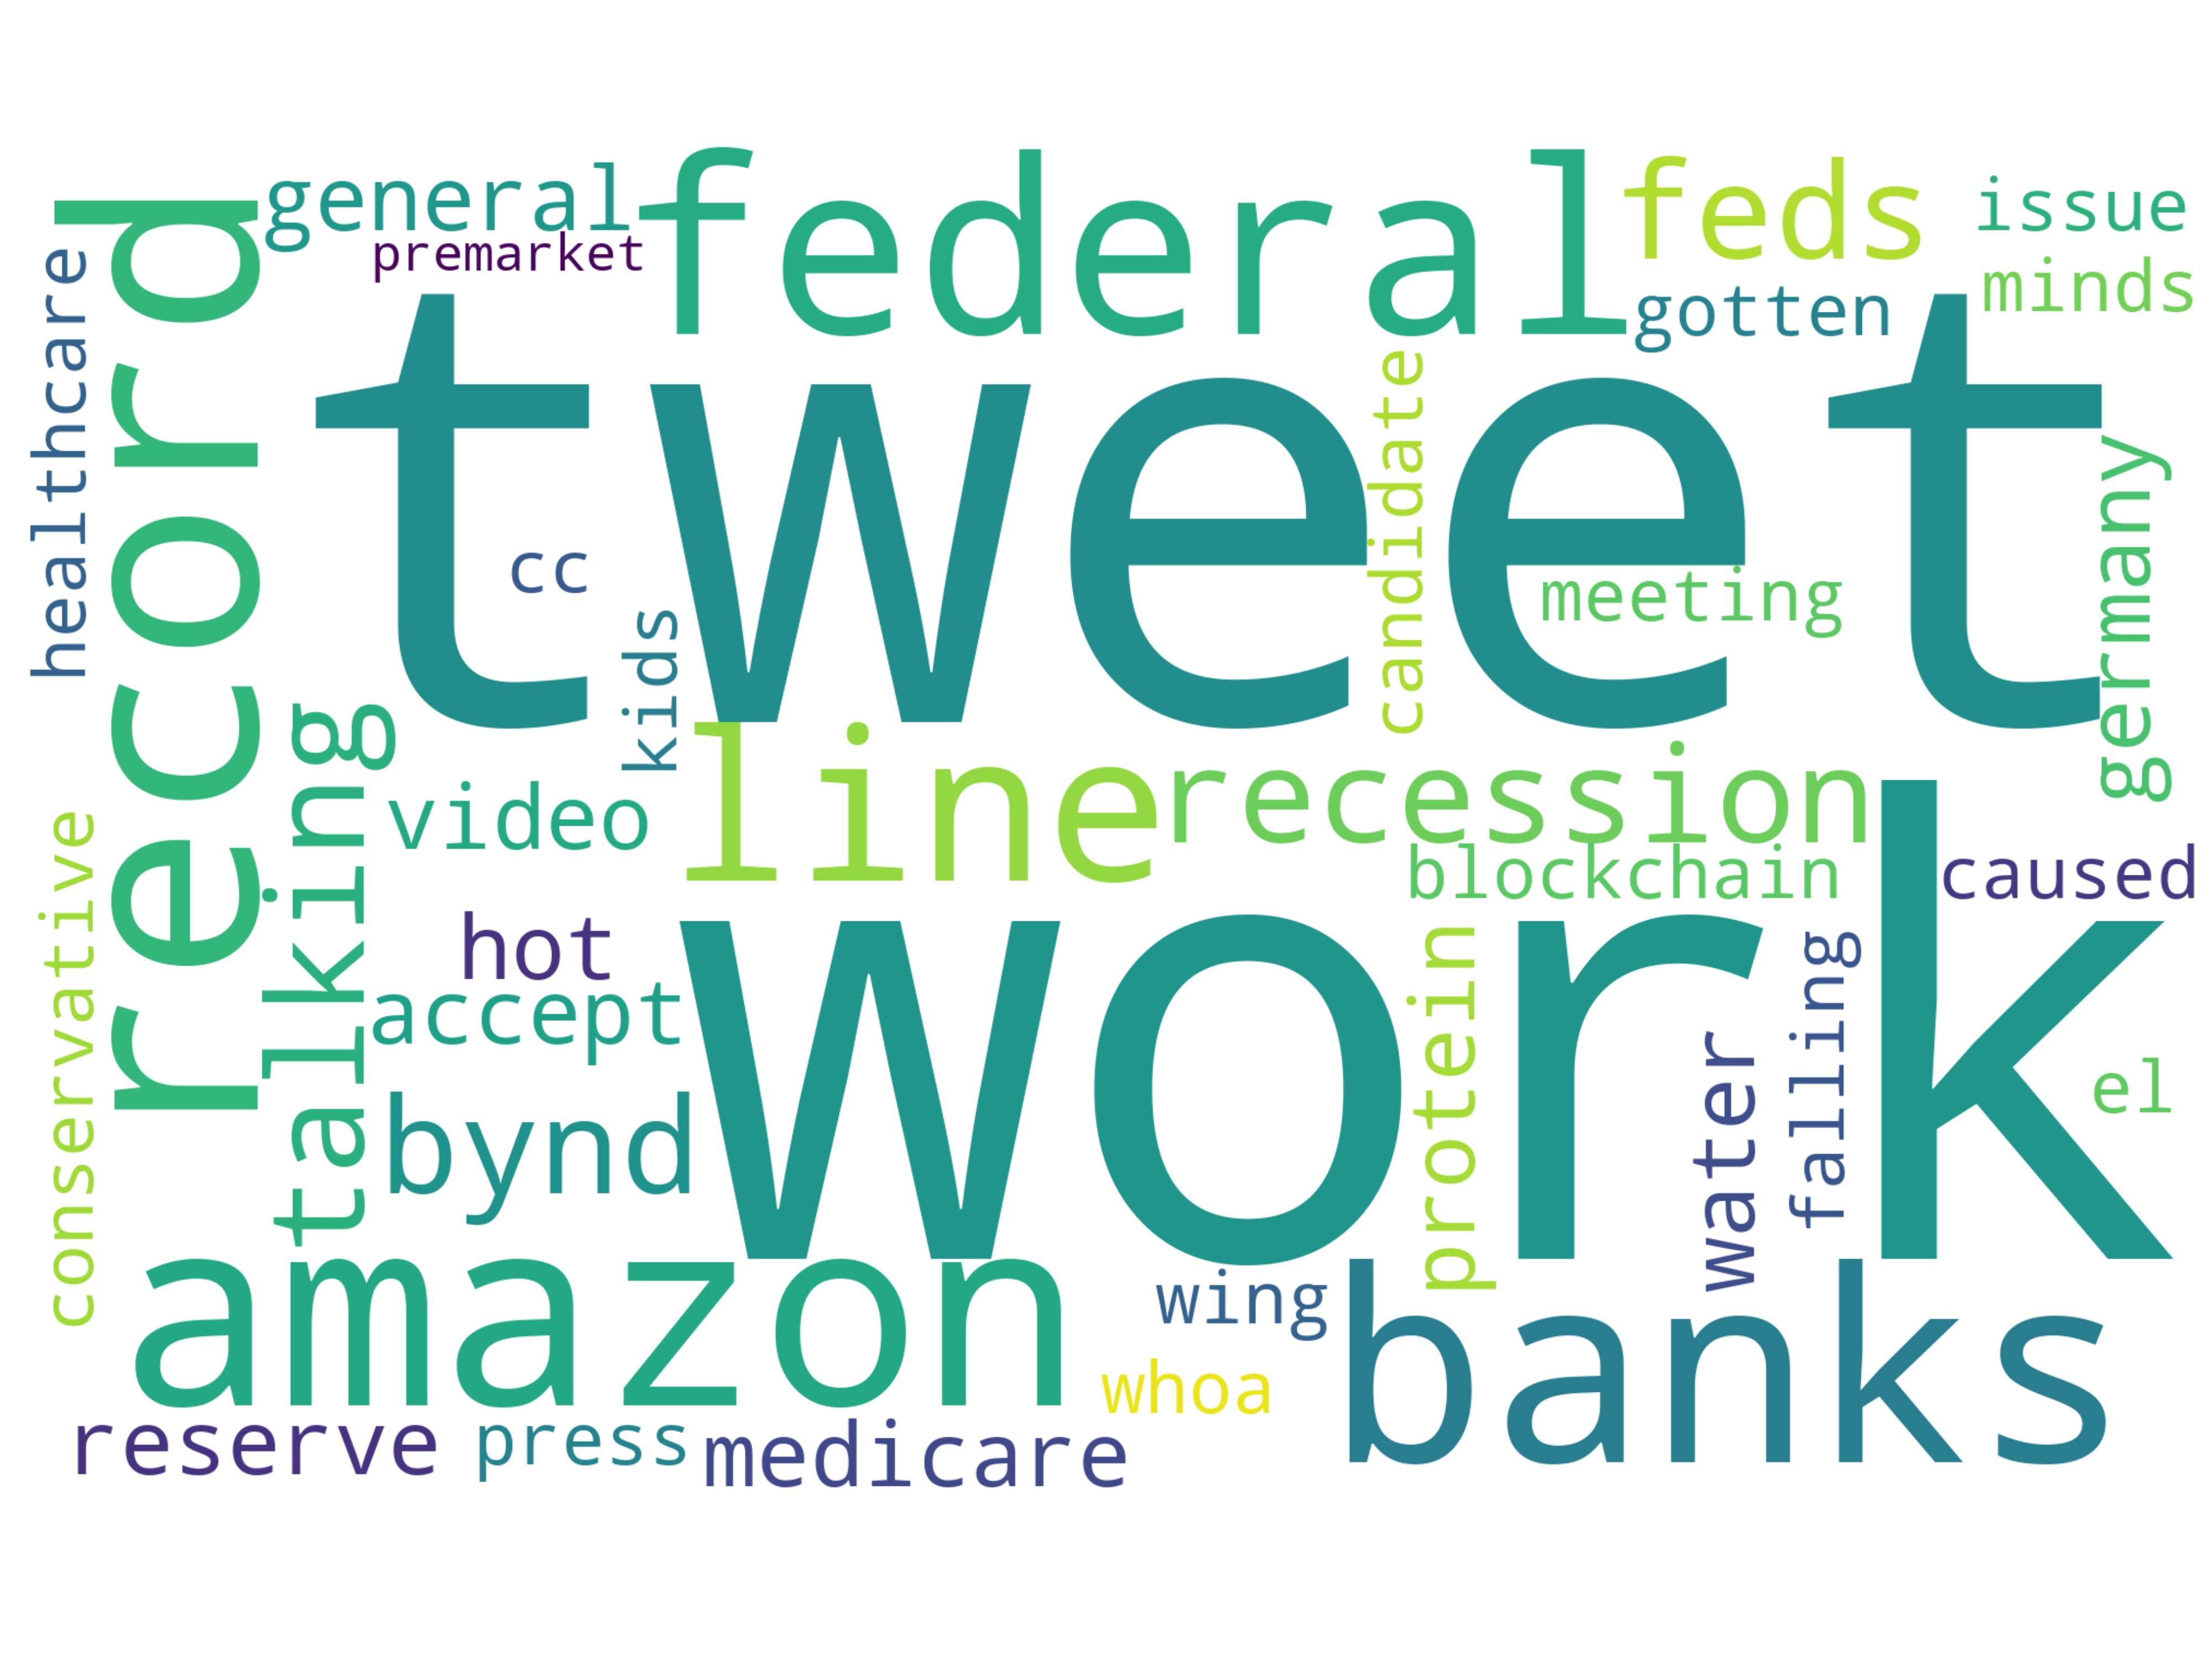 general
federal
feds
issue
premarket
minds
gotten
healthcare
record
tweet
candidate
germany
cc
meeting
kids
talking
video
line
recession
blockchain
caused
conservative
hot
accept
work
protein
water
falling
el
bynd
amazon
wing
banks
whoa
reserve
press
medicare